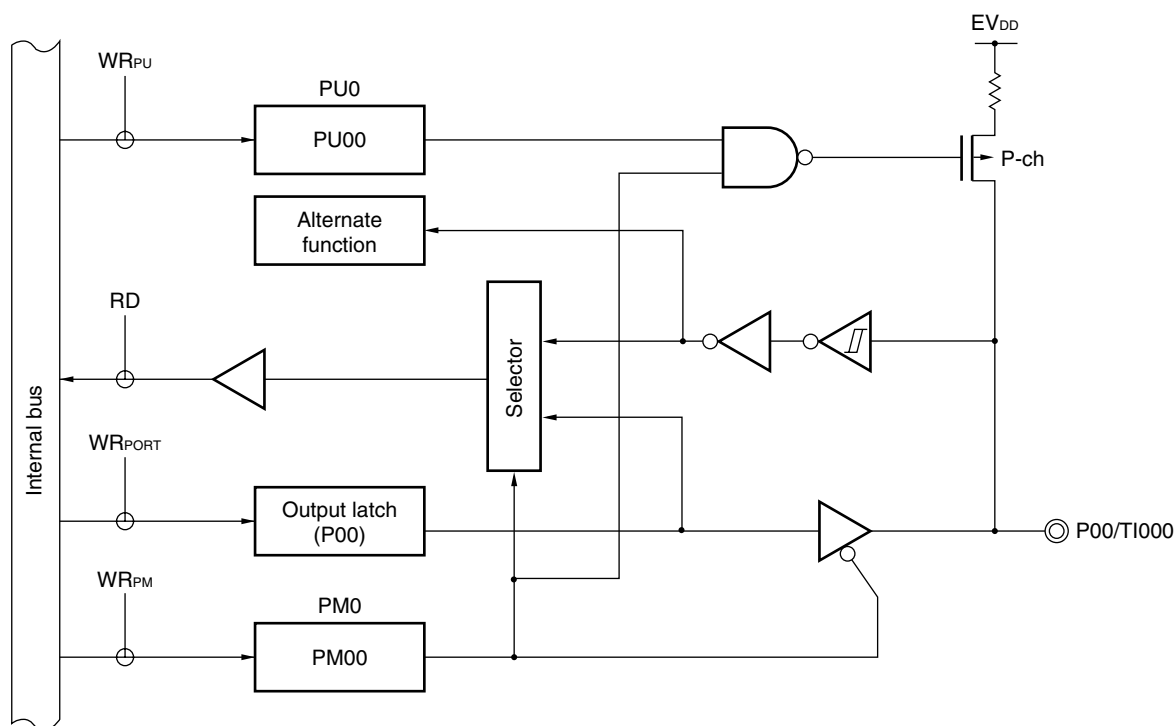 EVDD
WRPU
PU0
PU00
P-ch
Alternate
function
RD
Selector
Internal bus
WRPORT
Output latch
(P00)
P00/TI000
WRPM
PM0
PM00